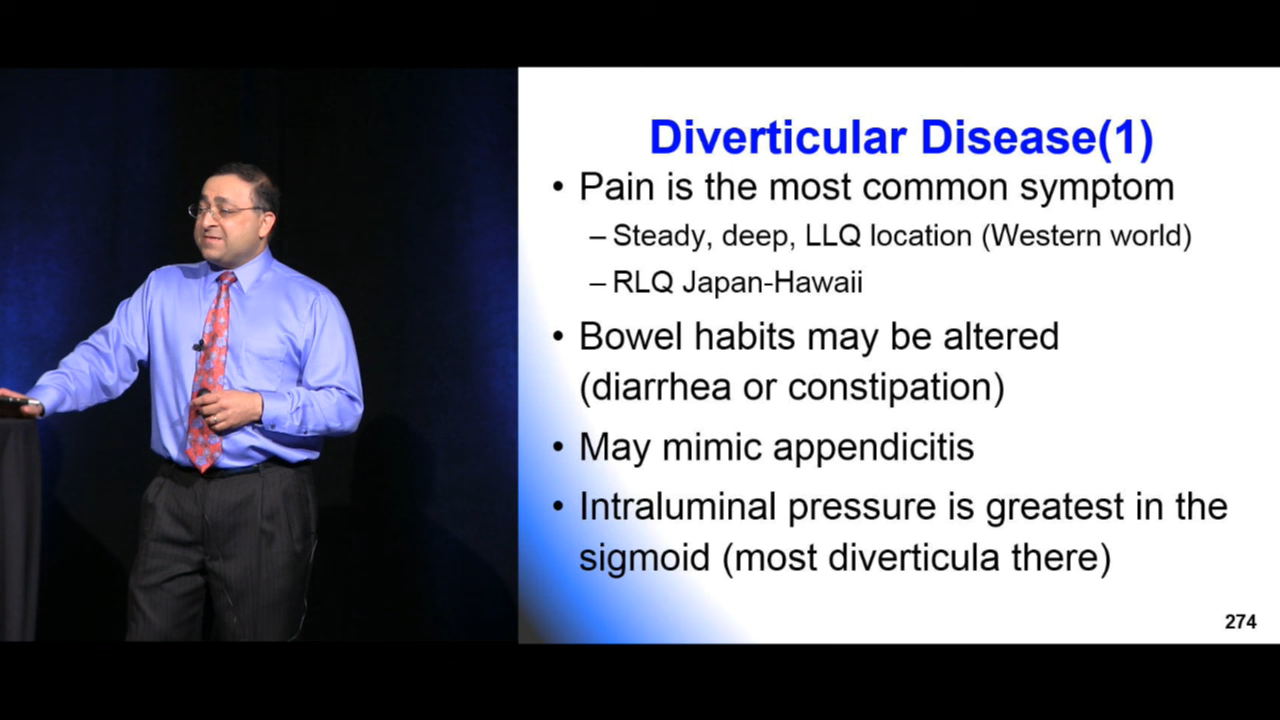 Diverticular Disease(1)
• Pain is the most common symptom
– Steady, deep, LLQ location (Western world)
– RLQ Japan-Hawaii
• Bowel habits may be altered
(diarrhea or constipation)
• May mimic appendicitis
• Intraluminal pressure is greatest in the
sigmoid (most diverticula there)
274